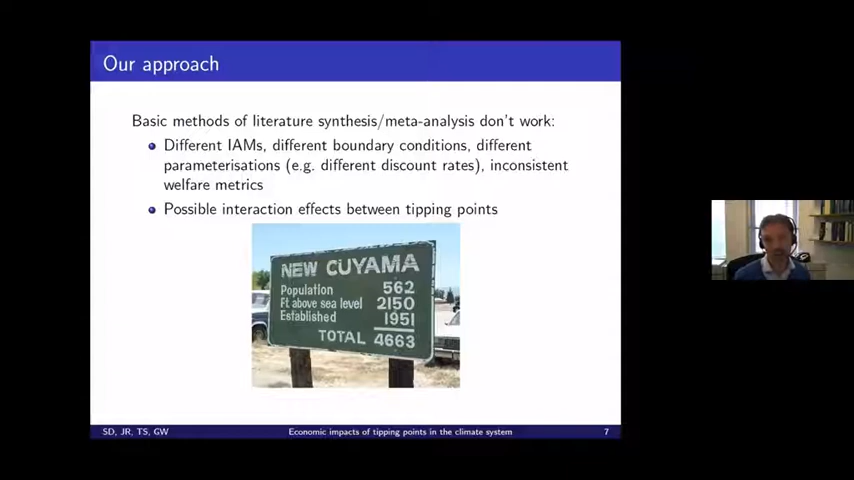 Our approach
Basic methods of literature synthesis/meta-analysis don't work:
Different IAMs, different boundary conditions, different
parameterisations (e.g. different discount rates), inconsistent
welfare metrics
Possible interaction effects between tipping points
NEW CUYAMA
Population 562
Ft above sea level 2150
Established 1951
TOTAL 4663
SD, JR, TS, GW Economic impacts of tipping points in the climate system 7